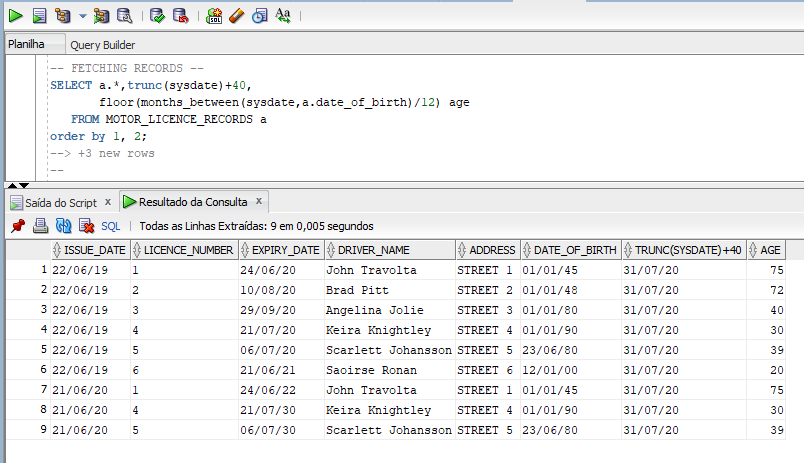 SQL
Aa
Planilha Query Builder
-- FETCHING RECORDS --
SELECT a.*,trunc(sysdate)+40,
floor(months_between(sysdate,a.date_of_birth)/12) age
FROM MOTOR_LICENCE_RECORDS a
order by 1, 2;
--> +3 new rows
--
Saída do Script x Resultado da Consulta x
SQL | Todas as Linhas Extraídas: 9 em 0,005 segundos
ISSUE_DATE LICENCE_NUMBER EXPIRY_DATE DRIVER_NAME ADDRESS DATE_OF_BIRTH TRUNC(SYSDATE)+40 AGE
1 22/06/19 1 24/06/20 John Travolta STREET 1 01/01/45 31/07/20 75
2 22/06/19 2 10/08/20 Brad Pitt STREET 2 01/01/48 31/07/20 72
3 22/06/19 3 29/09/20 Angelina Jolie STREET 3 01/01/80 31/07/20 40
4 22/06/19 4 21/07/20 Keira Knightley STREET 4 01/01/90 31/07/20 30
5 22/06/19 5 06/07/20 Scarlett Johansson STREET 5 23/06/80 31/07/20 39
6 22/06/19 6 21/06/21 Saoirse Ronan STREET 6 12/01/00 31/07/20 20
7 21/06/20 1 24/06/22 John Travolta STREET 1 01/01/45 31/07/20 75
8 21/06/20 4 21/07/30 Keira Knightley STREET 4 01/01/90 31/07/20 30
9 21/06/20 5 06/07/30 Scarlett Johansson STREET 5 23/06/80 31/07/20 39